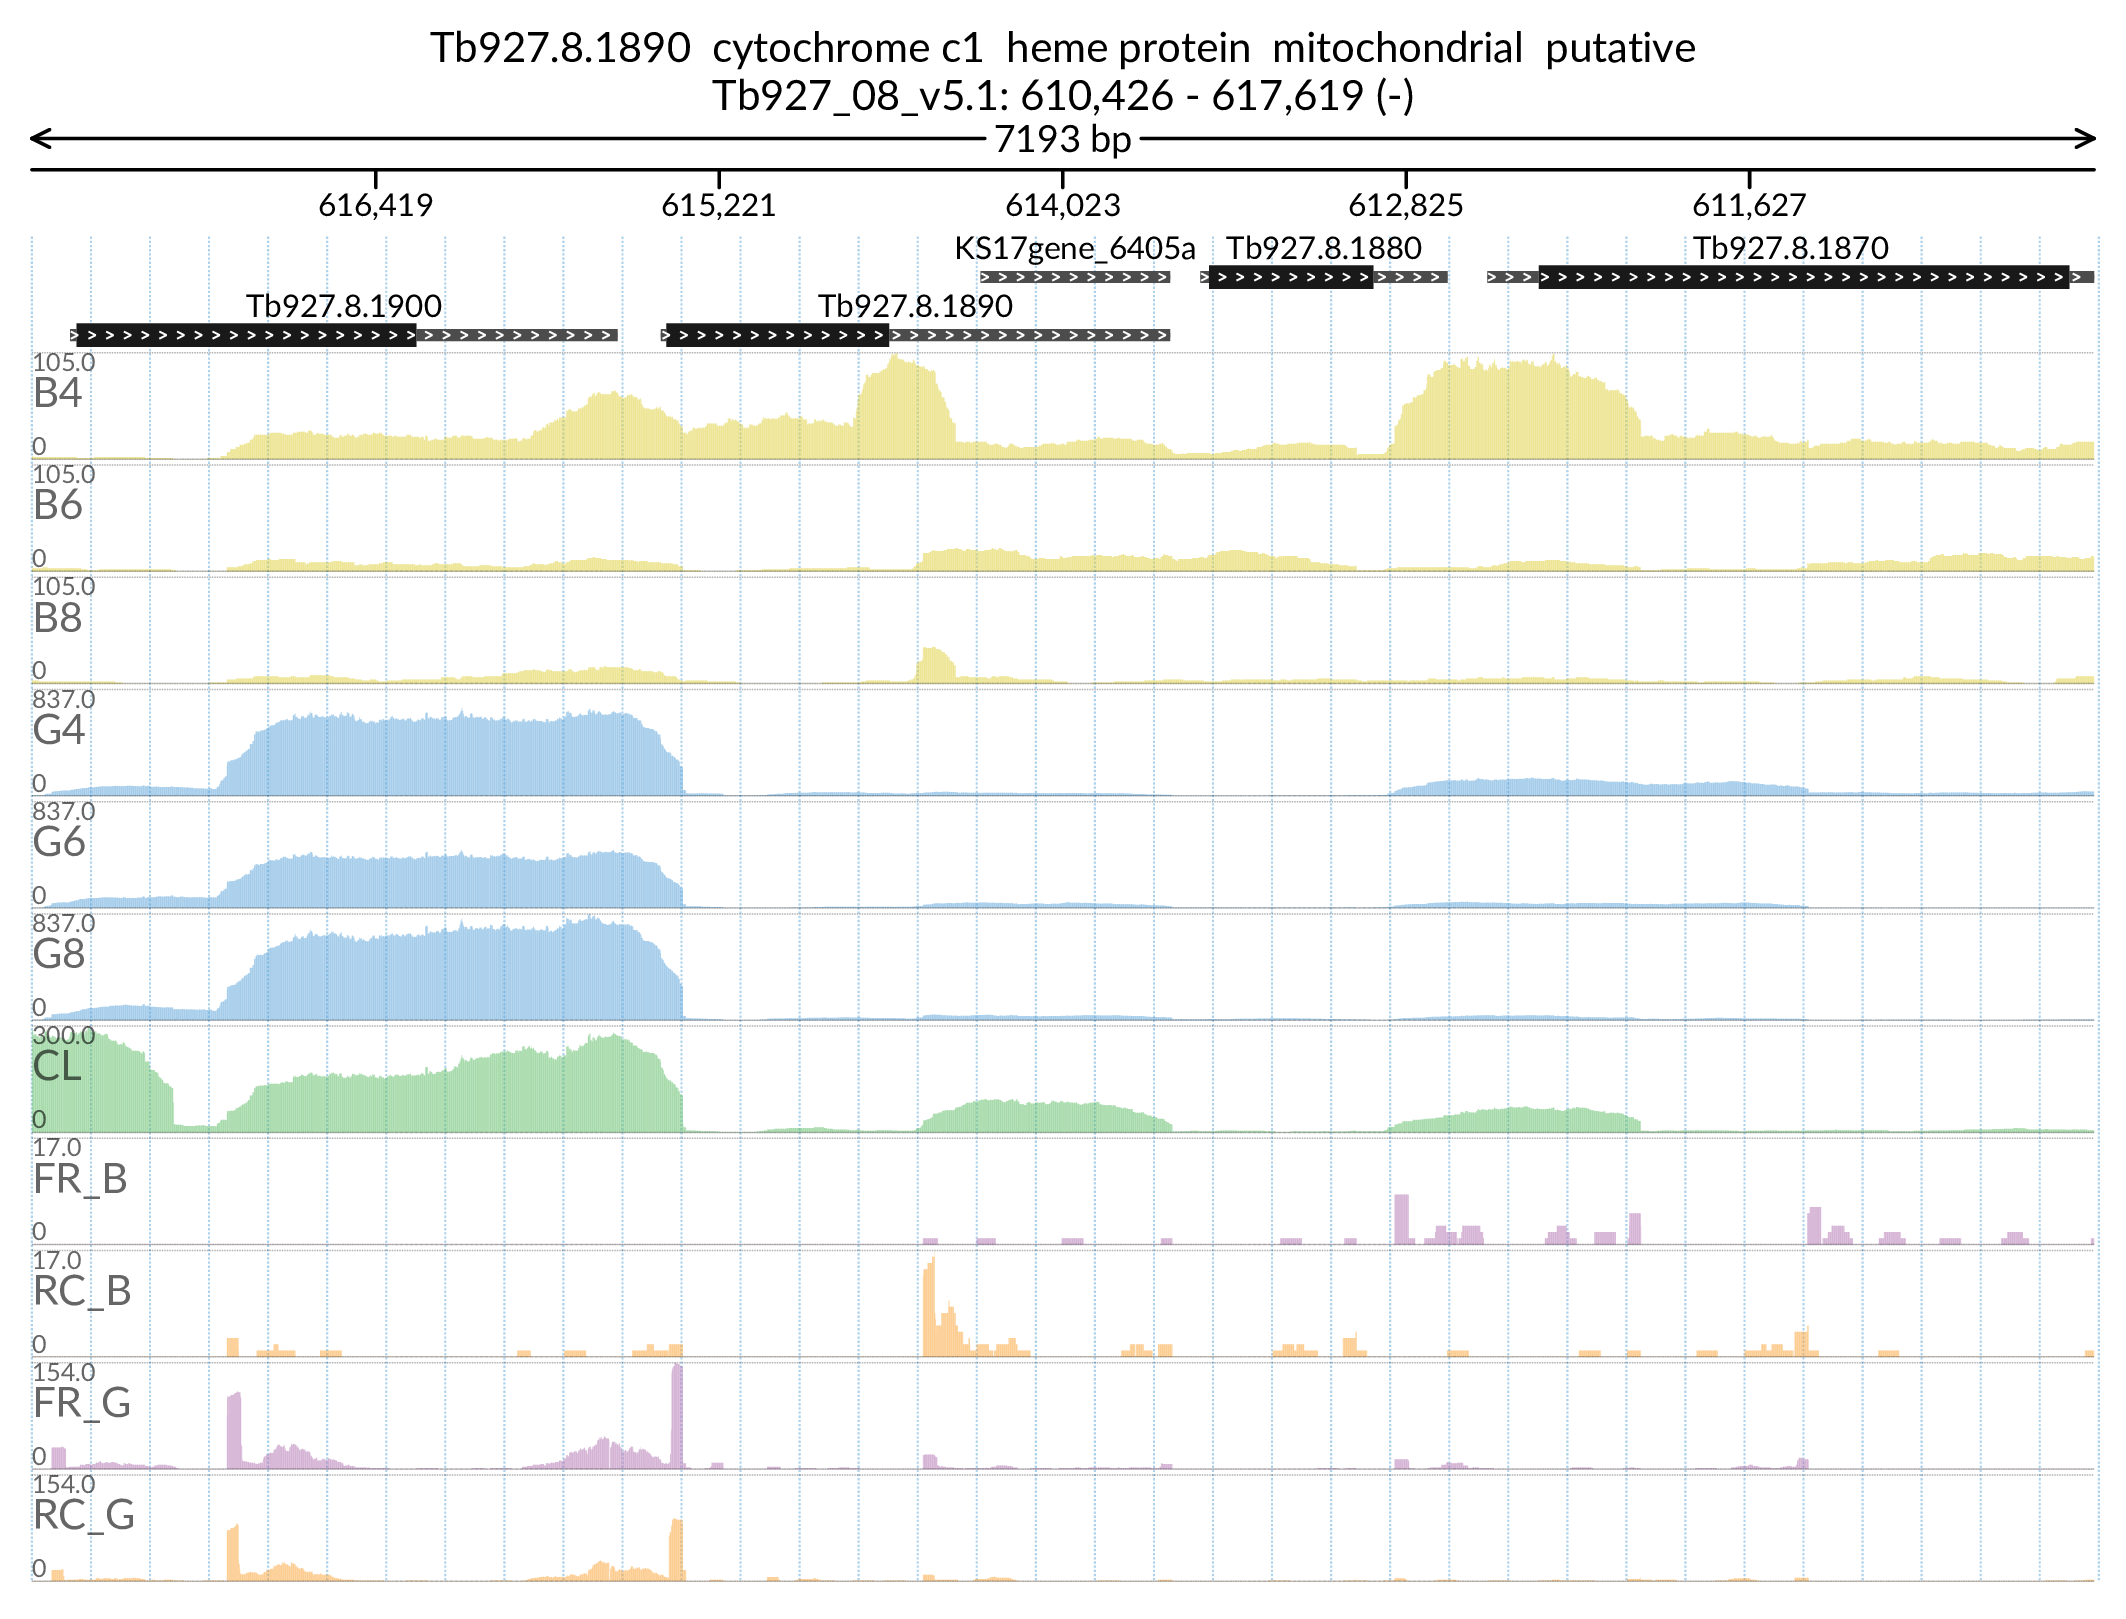 Tb927.8.1890 cytochrome c1 heme protein mitochondrial putative
Tb927_08_v5.1: 610,426 - 617,619 (-)
7193 bp
616,419 615,221 614,023 612,825 611,627
KS17gene_6405a Tb927.8.1880 Tb927.8.1870
Tb927.8.1900 Tb927.8.1890
105.0
B4
0
105.0
B6
0
105.0
B8
0
837.0
G4
0
837.0
G6
0
837.0
G8
0
300.0
CL
0
17.0
FR_B
0
17.0
RC_B
0
154.0
FR_G
0
154.0
RC_G
0